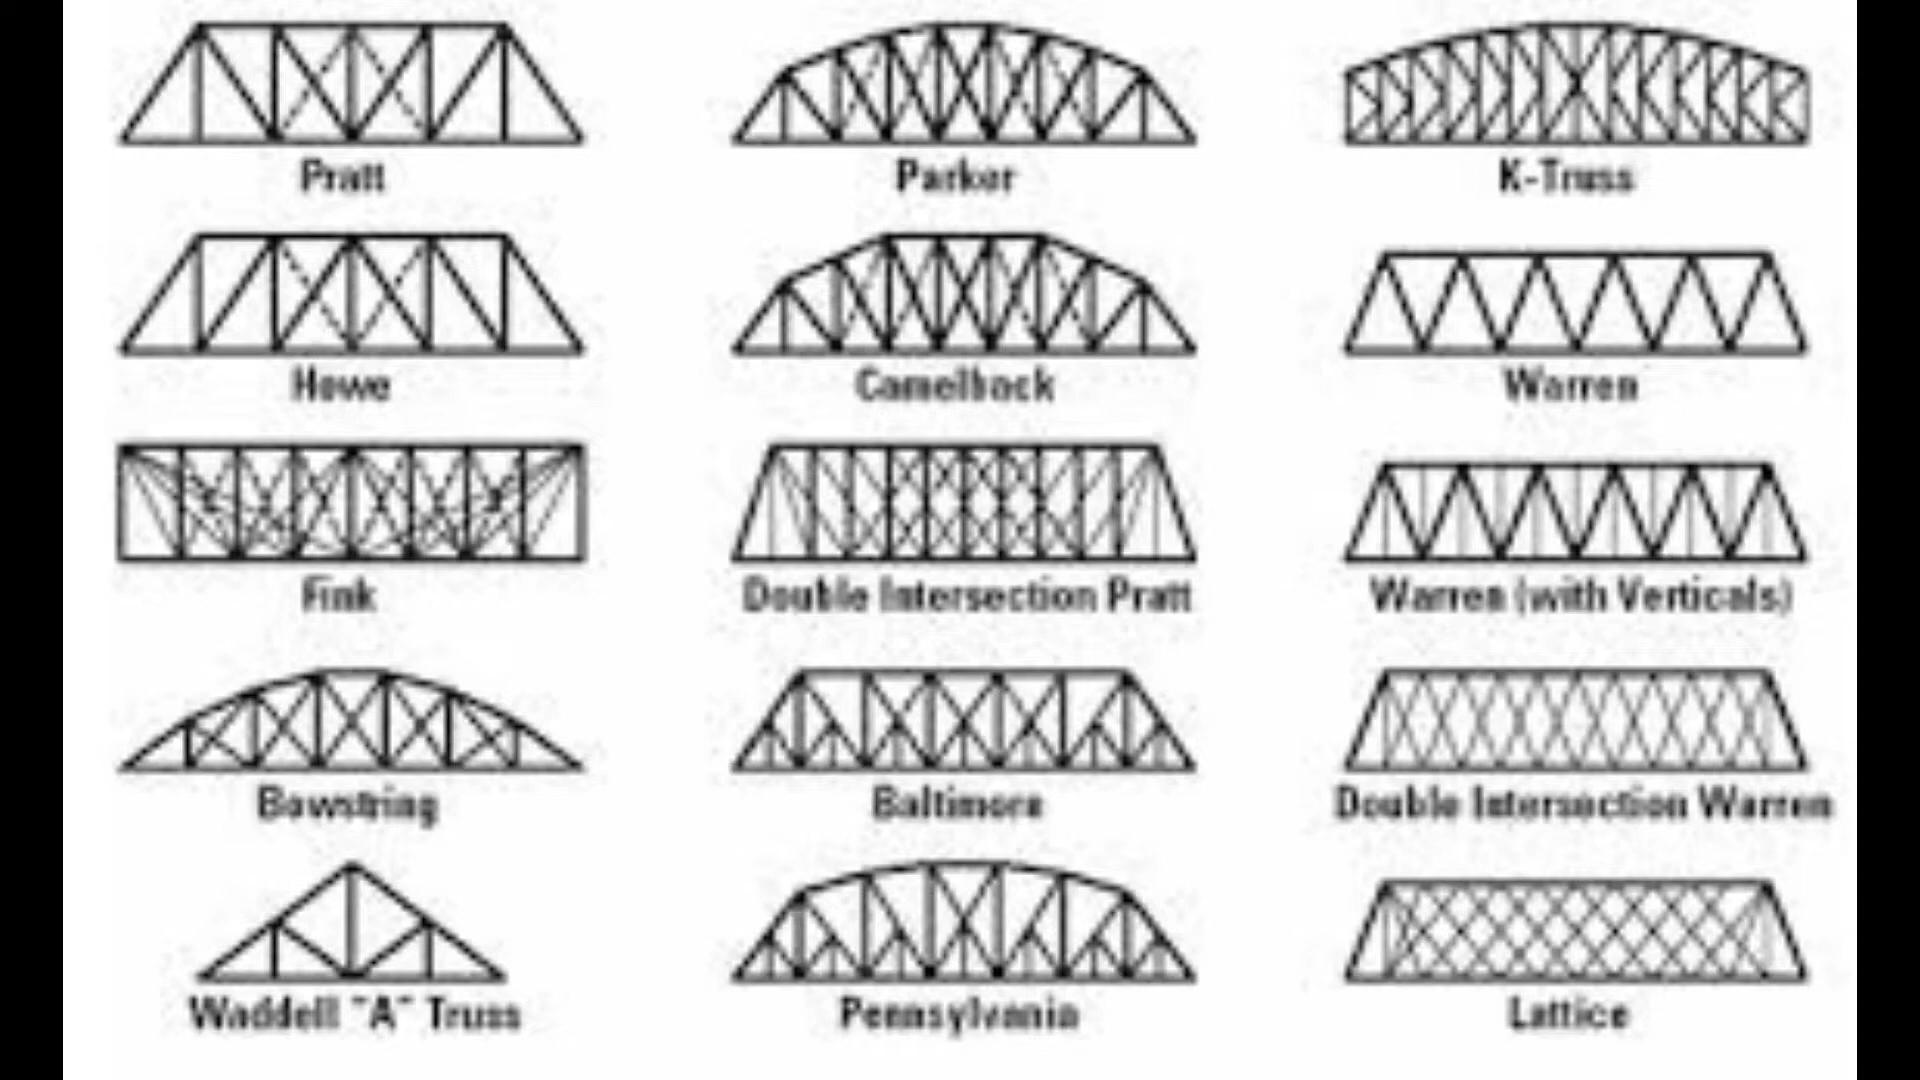 Pratt
Parker
K-Truss
Howe
Camelback
Warren
Fink
Double Intersection Pratt
Warren (with Verticals)
Bowstring
Baltimore
Double Intersection Warren
Waddell "A" Truss
Pennsylvania
Lattice